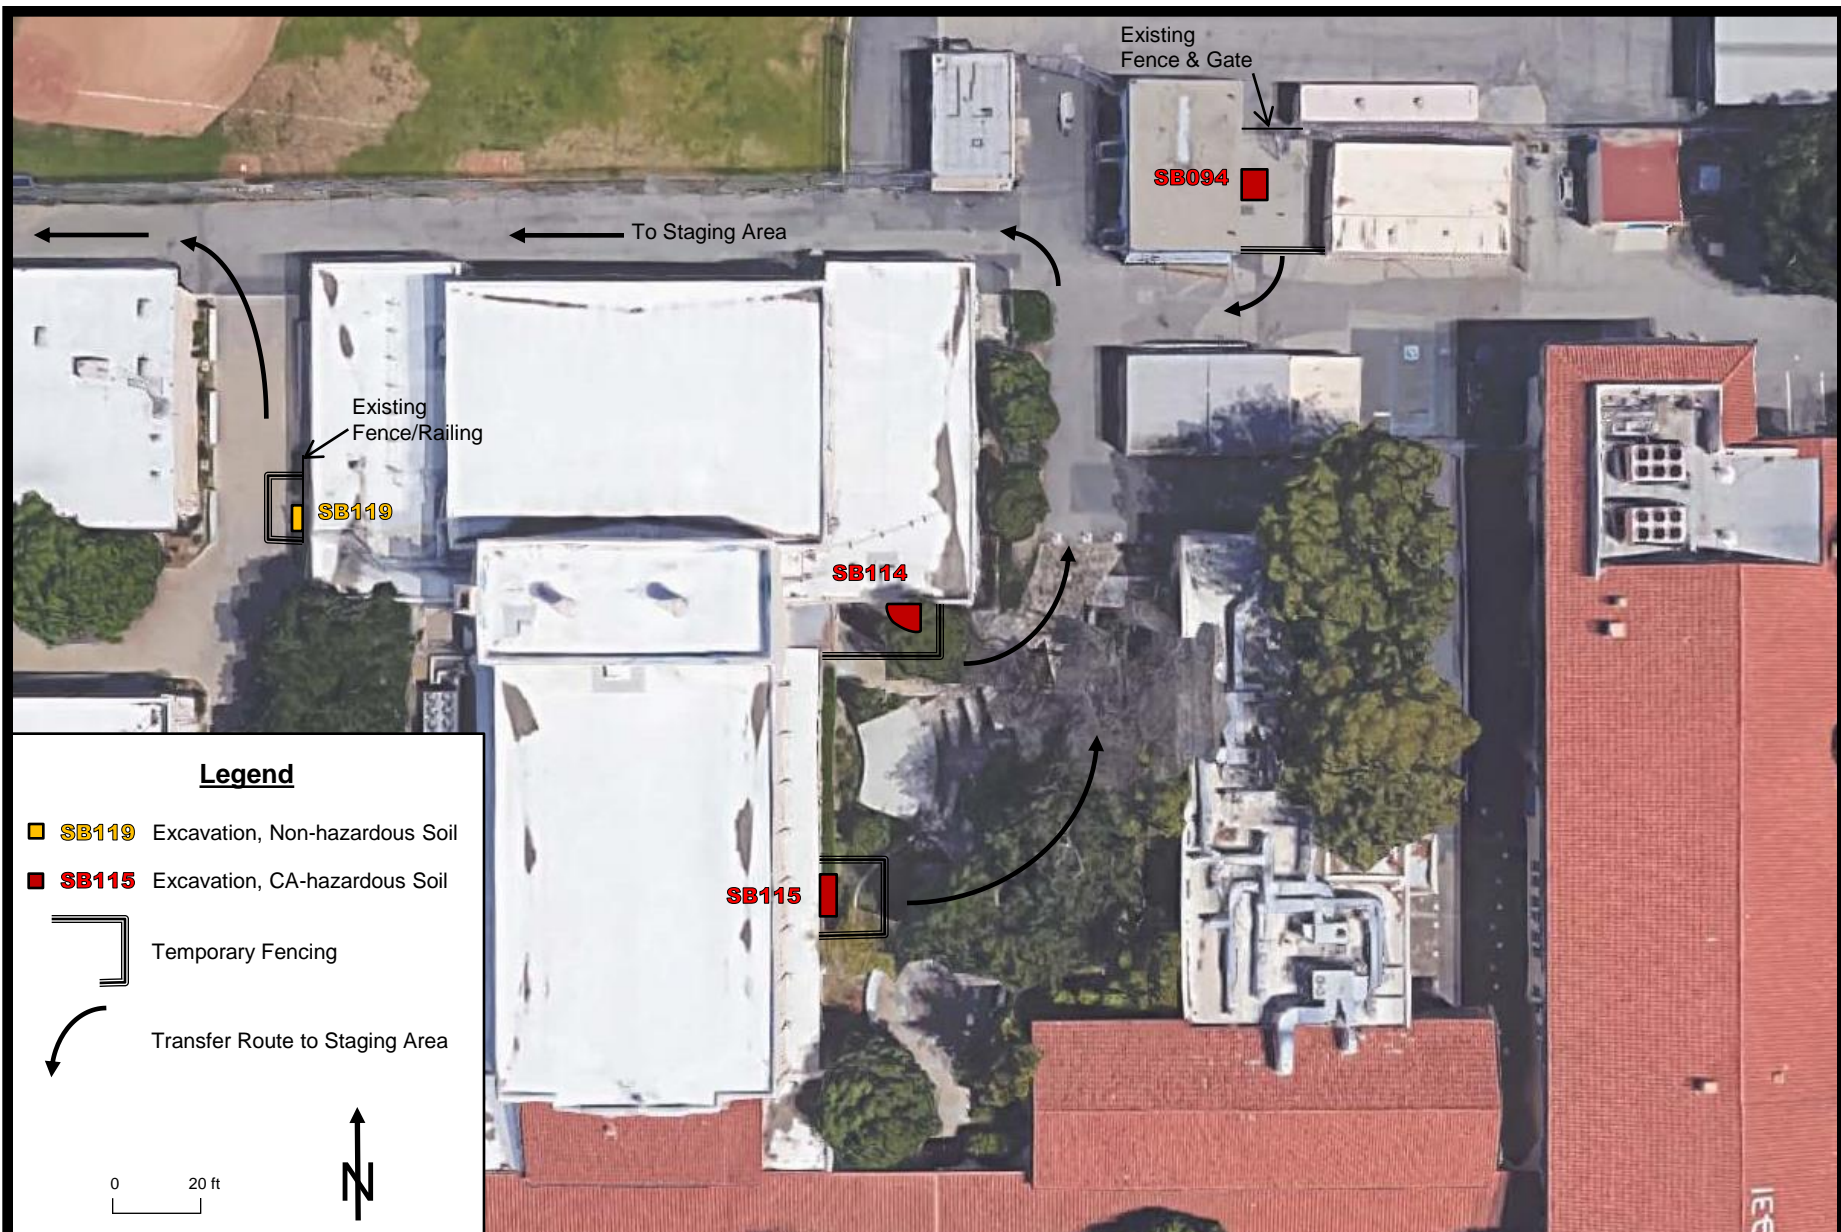 Existing
Fence & Gate
SB094
To Staging Area
Existing
Fence/Railing
SB119
SB114
SB115
Legend
SB119 Excavation, Non-hazardous Soil
SB115 Excavation, CA-hazardous Soil
Temporary Fencing
Transfer Route to Staging Area
0 20 ft
N